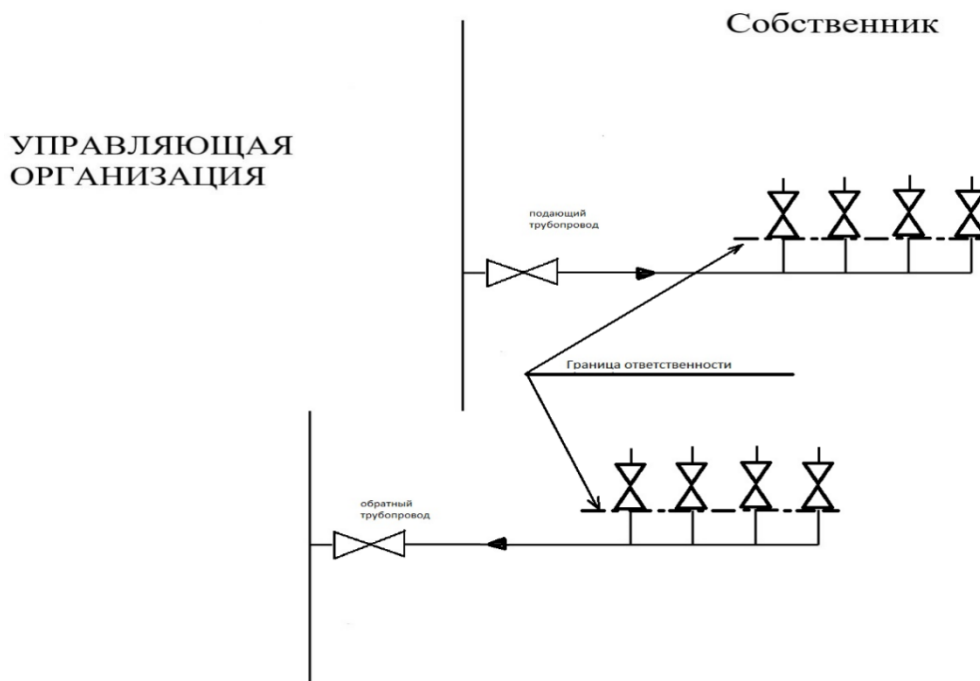 Собственник
УПРАВЛЯЮЩАЯ
ОРГАНИЗАЦИЯ
подающий
трубопровод
Граница ответственности
обратный
трубопровод